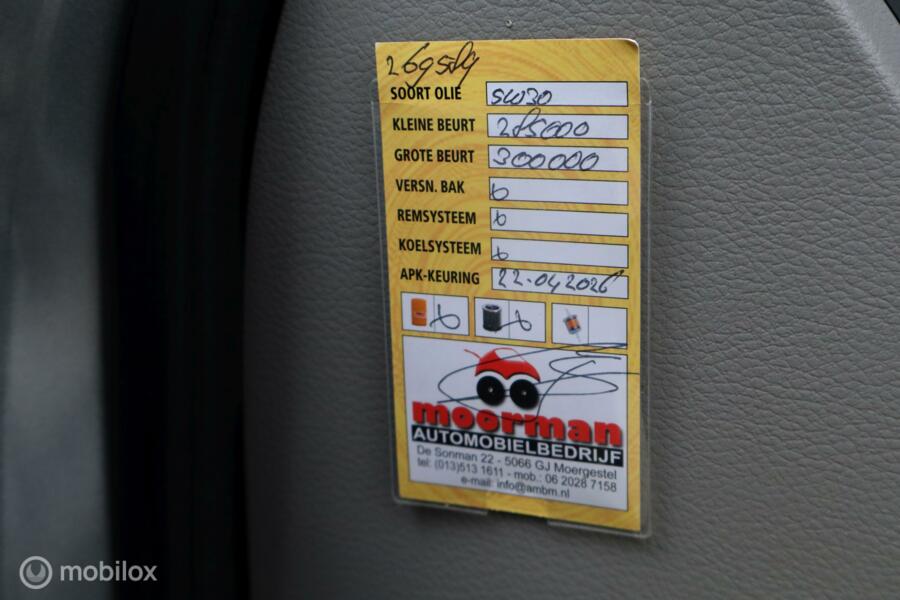 SOORT OLIE 5W30
KLEINE BEURT 285000
GROTE BEURT 300000
VERSN. BAK
REMSYSTEEM
KOELSYSTEEM
APK-KEURING 22-04-2026
moorman
AUTOMOBIELBEDRIJF
De Sonman 22 - 5066 GJ Moergestel
tel: (013)513 1611 - mob.: 06 2028 7158
e-mail: info@ambm.nl
mobilox